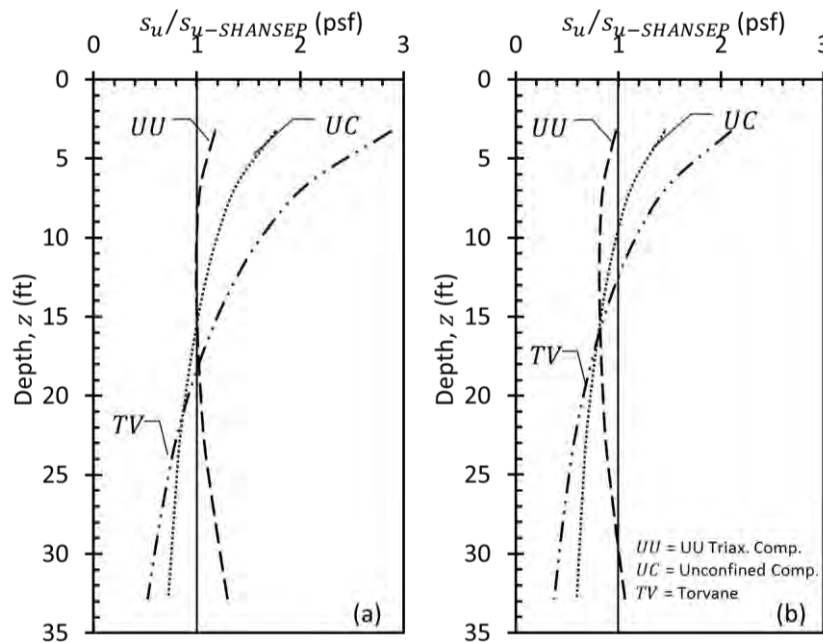 s_u/s_{u-SHANSEP} (psf)
0 1 2 3
0
5
10
15
20
25
30
35
Depth, z (ft)
UU
UC
TV
(a)
s_u/s_{u-SHANSEP} (psf)
0 1 2 3
0
5
10
15
20
25
30
35
Depth, z (ft)
UU
UC
TV
UU = UU Triax. Comp.
UC = Unconfined Comp.
TV = Torvane
(b)